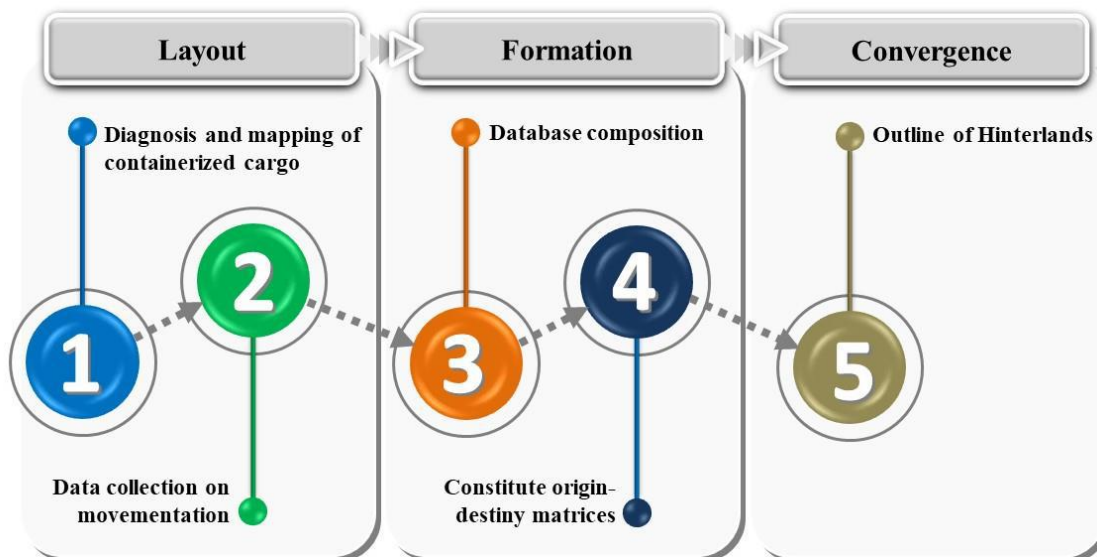 Layout
Formation
Convergence
Diagnosis and mapping of
containerized cargo
Database composition
Outline of Hinterlands
1
2
3
4
5
Data collection on
movementation
Constitute origin-
destiny matrices